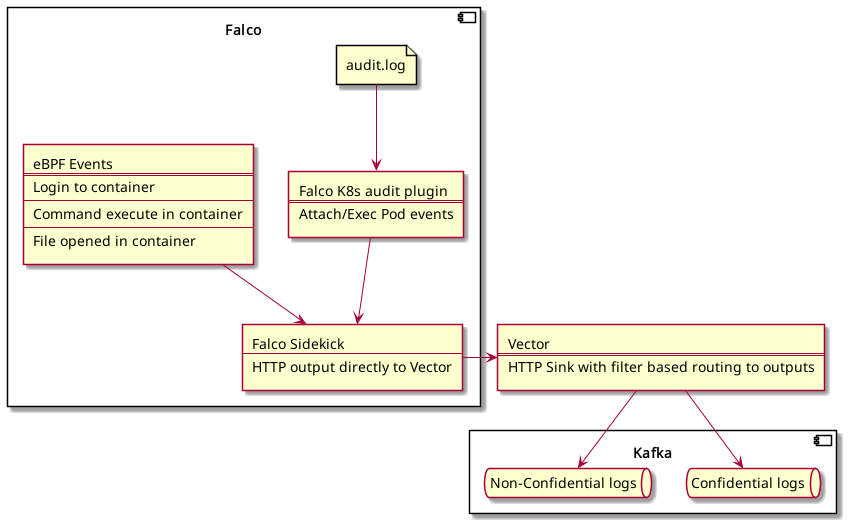 Falco
audit.log
eBPF Events
Login to container
Command execute in container
File opened in container
Falco K8s audit plugin
Attach/Exec Pod events
Falco Sidekick
HTTP output directly to Vector
Vector
HTTP Sink with filter based routing to outputs
Kafka
Non-Confidential logs
Confidential logs